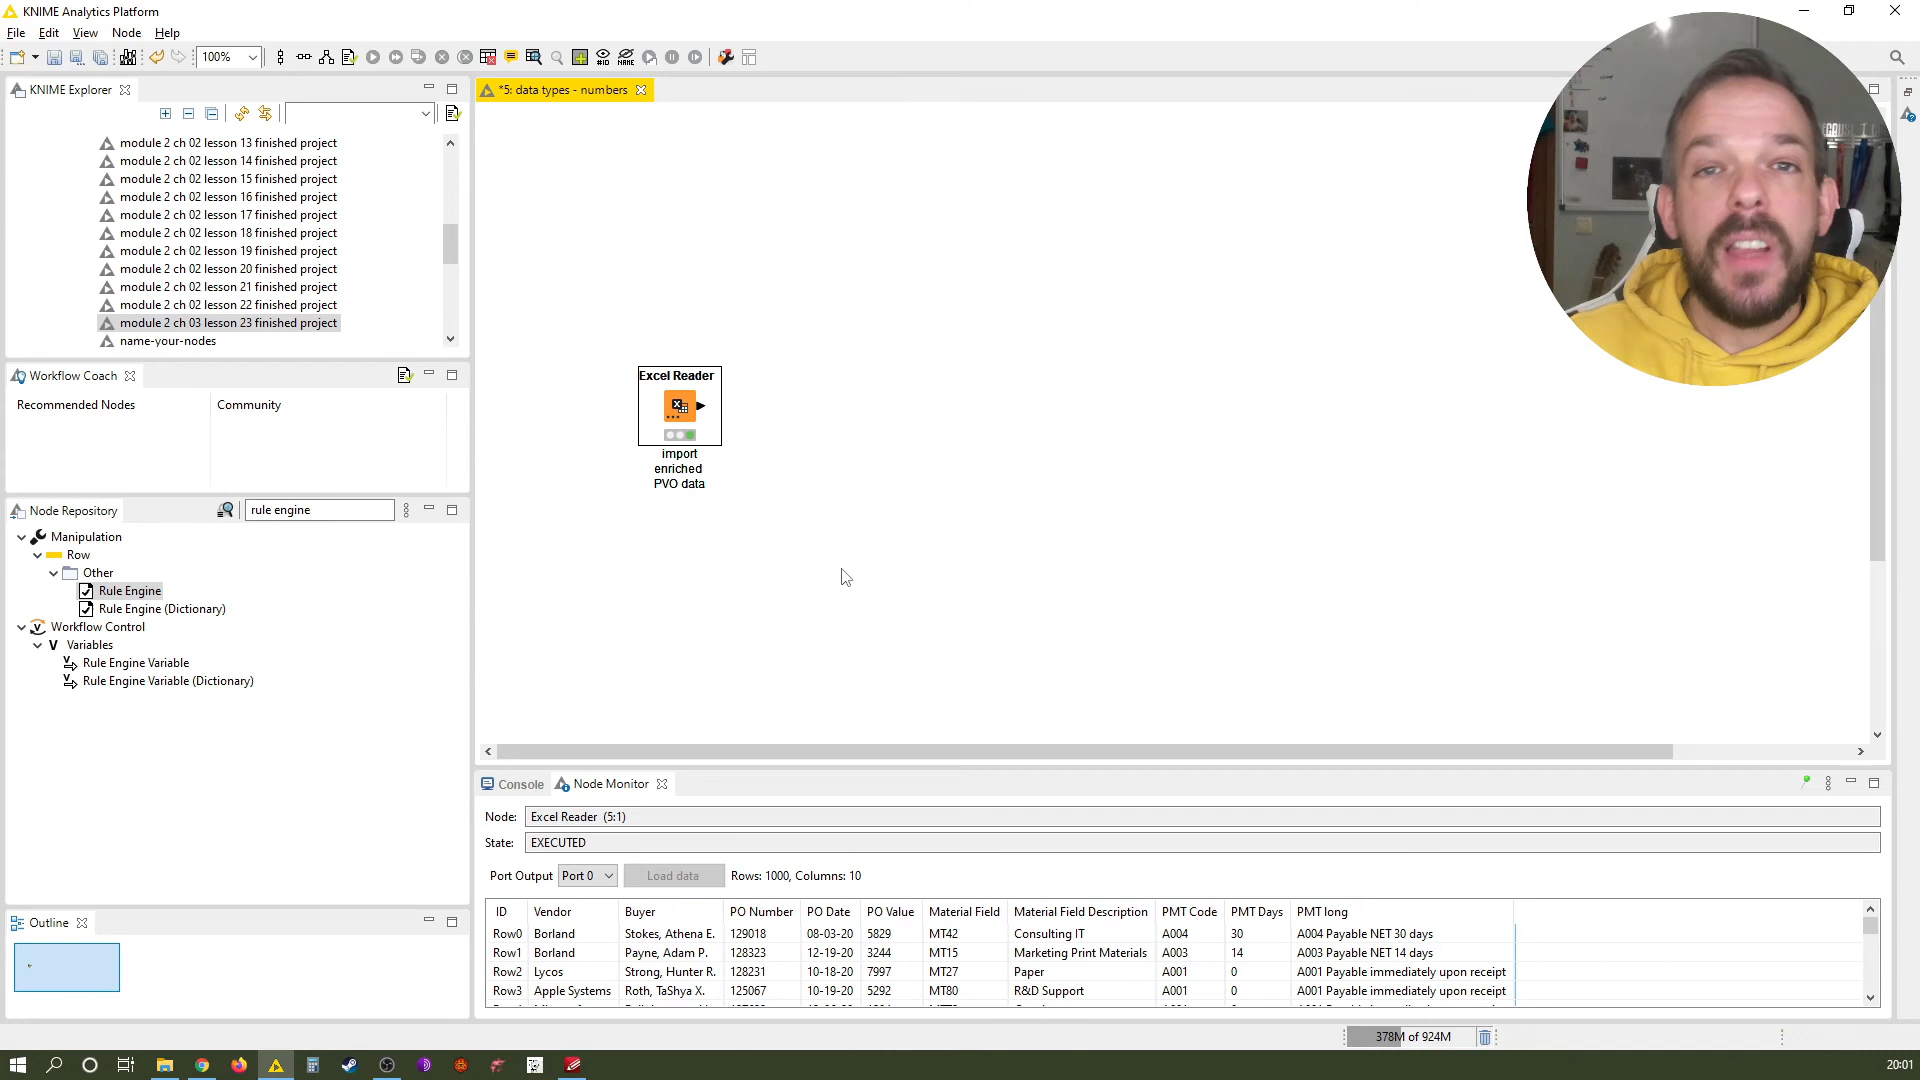 KNIME Analytics Platform
File Edit View Node Help
100%
#ID NAME
KNIME Explorer
*5: data types - numbers
module 2 ch 02 lesson 13 finished project
module 2 ch 02 lesson 14 finished project
module 2 ch 02 lesson 15 finished project
module 2 ch 02 lesson 16 finished project
module 2 ch 02 lesson 17 finished project
module 2 ch 02 lesson 18 finished project
module 2 ch 02 lesson 19 finished project
module 2 ch 02 lesson 20 finished project
module 2 ch 02 lesson 21 finished project
module 2 ch 02 lesson 22 finished project
module 2 ch 03 lesson 23 finished project
name-your-nodes
Excel Reader
import
enriched
PVO data
Workflow Coach
Recommended Nodes Community
Node Repository rule engine
Manipulation
Row
Other
Rule Engine
Rule Engine (Dictionary)
Workflow Control
V Variables
Rule Engine Variable
Rule Engine Variable (Dictionary)
Outline
Console Node Monitor
Node: Excel Reader (5:1)
State: EXECUTED
Port Output Port 0 Load data Rows: 1000, Columns: 10
ID Vendor Buyer PO Number PO Date PO Value Material Field Material Field Description PMT Code PMT Days PMT long
Row0 Borland Stokes, Athena E. 129018 08-03-20 5829 MT42 Consulting IT A004 30 A004 Payable NET 30 days
Row1 Borland Payne, Adam P. 128323 12-19-20 3244 MT15 Marketing Print Materials A003 14 A003 Payable NET 14 days
Row2 Lycos Strong, Hunter R. 128231 10-18-20 7997 MT27 Paper A001 0 A001 Payable immediately upon receipt
Row3 Apple Systems Roth, TaShya X. 125067 10-19-20 5292 MT80 R&D Support A001 0 A001 Payable immediately upon receipt
378M of 924M
20:01